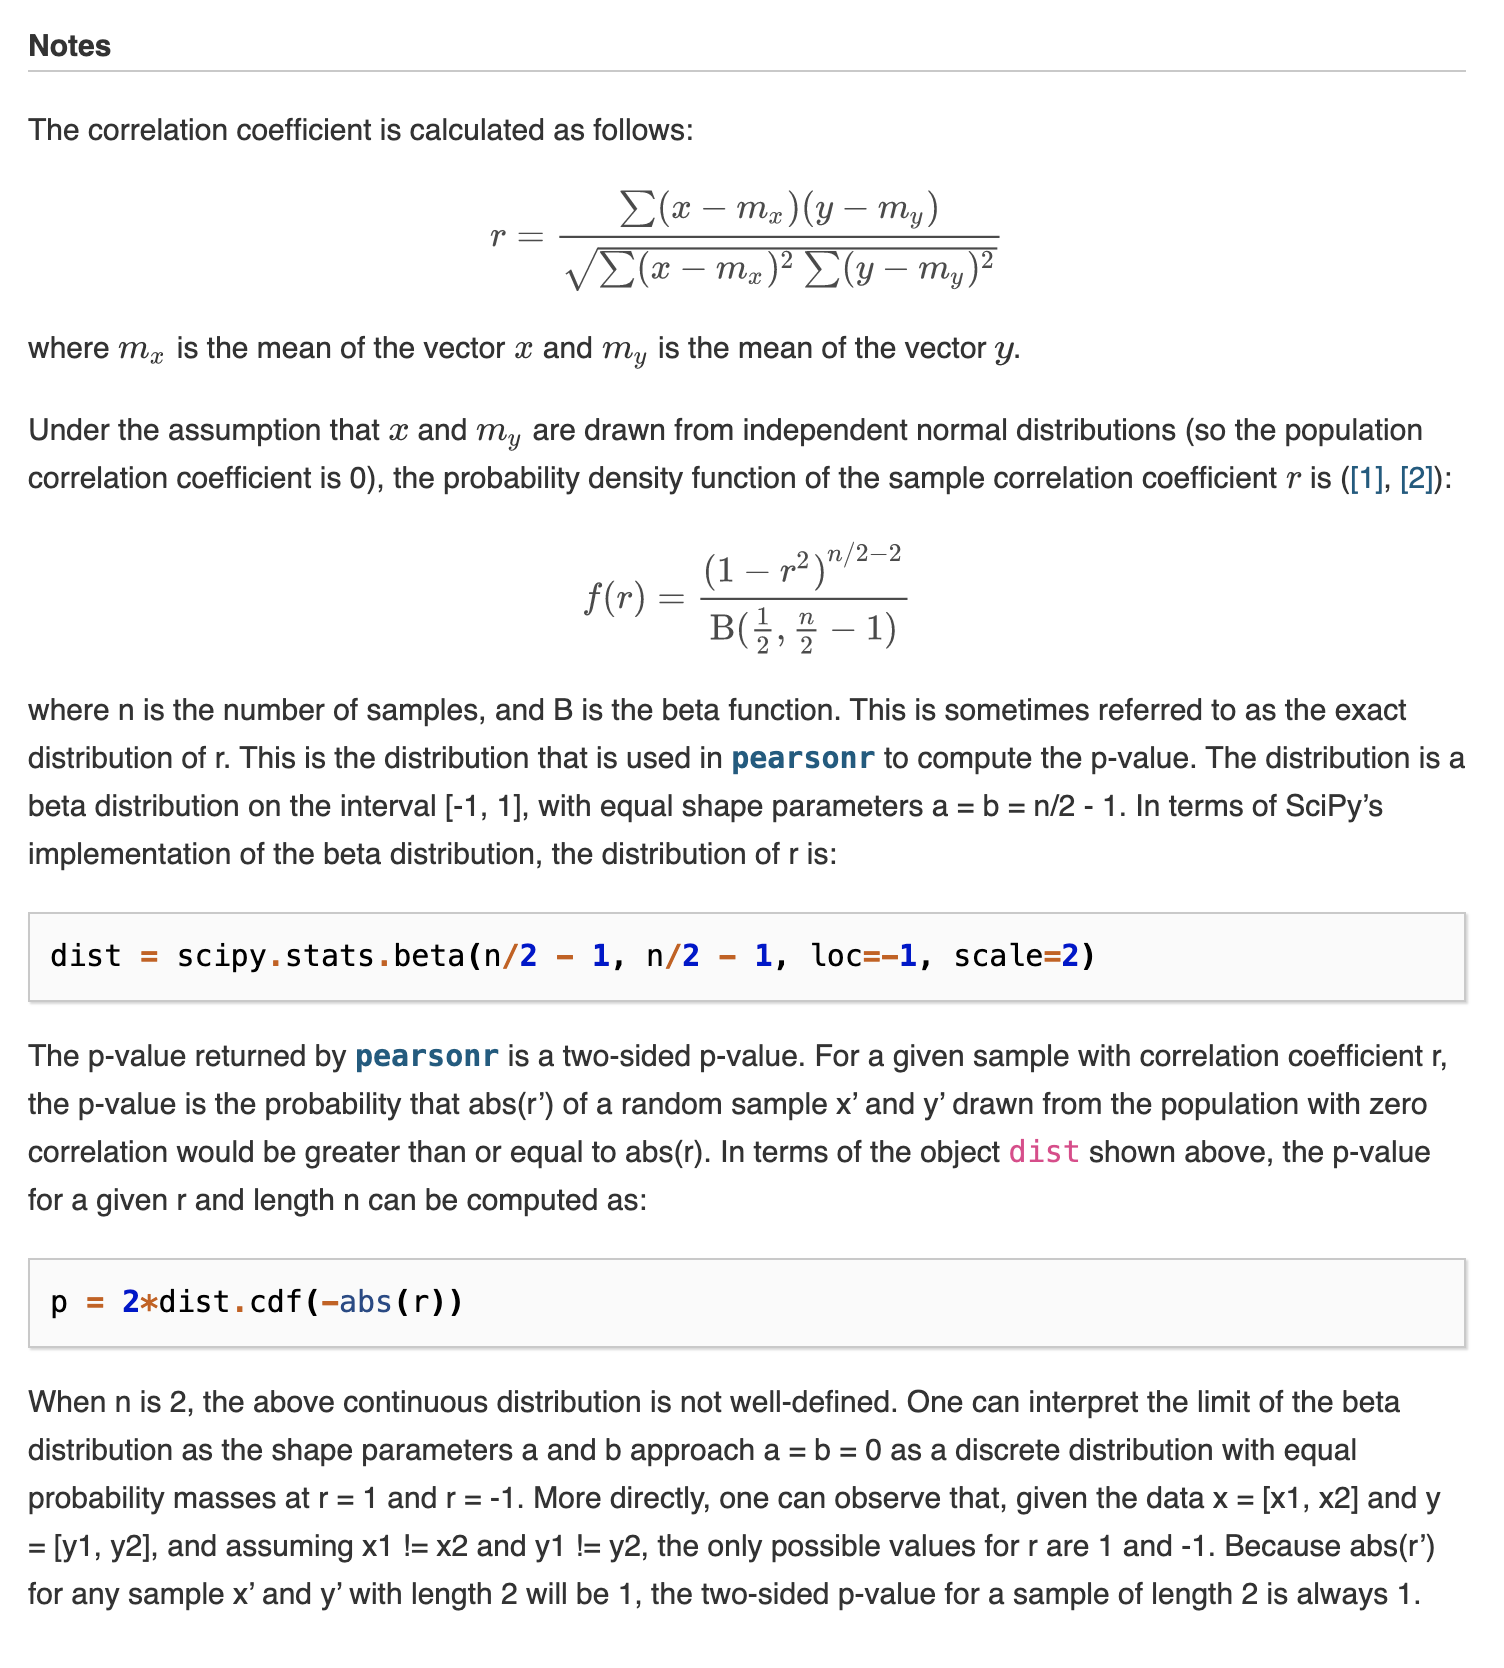 Notes
The correlation coefficient is calculated as follows:
r = ∑(x − mₓ)(y − m_y) / √(∑(x − mₓ)² ∑(y − m_y)²)
where mₓ is the mean of the vector x and m_y is the mean of the vector y.
Under the assumption that x and m_y are drawn from independent normal distributions (so the population
correlation coefficient is 0), the probability density function of the sample correlation coefficient r is ([1], [2]):
f(r) = (1 − r²)^(n/2−2) / B(1/2, n/2 − 1)
where n is the number of samples, and B is the beta function. This is sometimes referred to as the exact
distribution of r. This is the distribution that is used in pearsonr to compute the p-value. The distribution is a
beta distribution on the interval [-1, 1], with equal shape parameters a = b = n/2 - 1. In terms of SciPy’s
implementation of the beta distribution, the distribution of r is:
dist = scipy.stats.beta(n/2 - 1, n/2 - 1, loc=-1, scale=2)
The p-value returned by pearsonr is a two-sided p-value. For a given sample with correlation coefficient r,
the p-value is the probability that abs(r’) of a random sample x’ and y’ drawn from the population with zero
correlation would be greater than or equal to abs(r). In terms of the object dist shown above, the p-value
for a given r and length n can be computed as:
p = 2*dist.cdf(-abs(r))
When n is 2, the above continuous distribution is not well-defined. One can interpret the limit of the beta
distribution as the shape parameters a and b approach a = b = 0 as a discrete distribution with equal
probability masses at r = 1 and r = -1. More directly, one can observe that, given the data x = [x1, x2] and y
= [y1, y2], and assuming x1 != x2 and y1 != y2, the only possible values for r are 1 and -1. Because abs(r’)
for any sample x’ and y’ with length 2 will be 1, the two-sided p-value for a sample of length 2 is always 1.